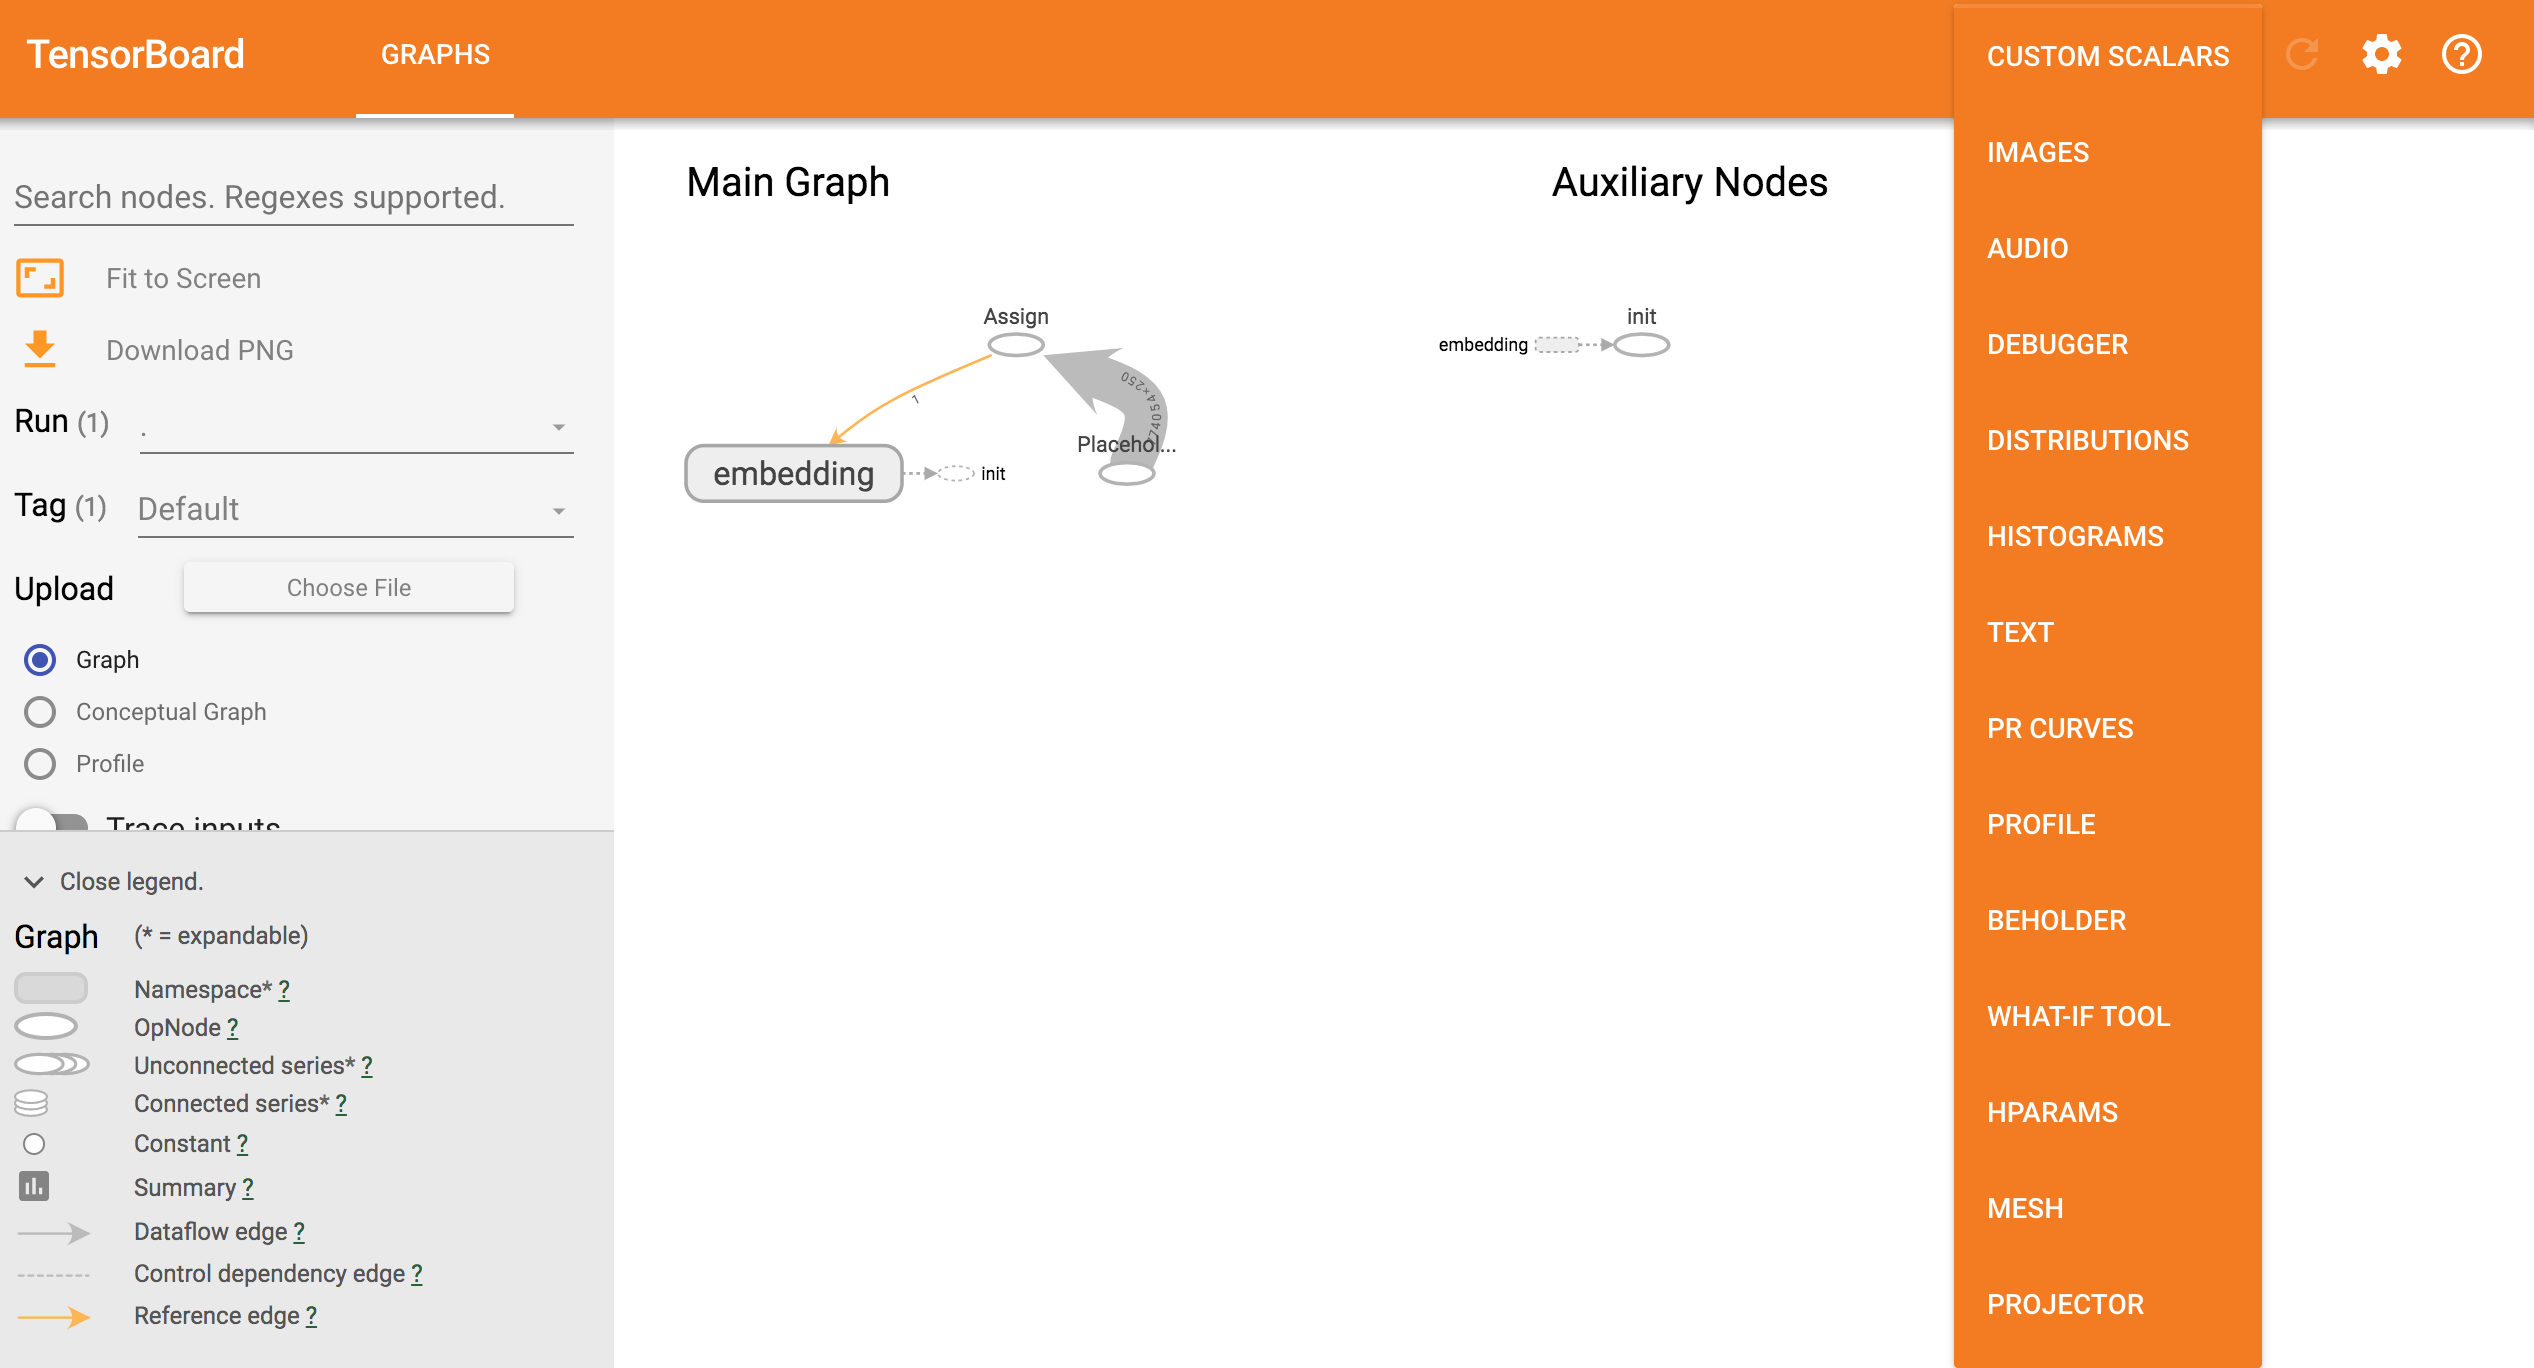 TensorBoard
GRAPHS
Search nodes. Regexes supported.
Fit to Screen
Download PNG
Run (1) .
Tag (1) Default
Upload Choose File
Graph
Conceptual Graph
Profile
Trace inputs
Close legend.
Graph (* = expandable)
Namespace* ?
OpNode ?
Unconnected series* ?
Connected series* ?
Constant ?
Summary ?
Dataflow edge ?
Control dependency edge ?
Reference edge ?
Main Graph
Assign
1
embedding
init
Placehol...
Auxiliary Nodes
init
embedding
CUSTOM SCALARS
IMAGES
AUDIO
DEBUGGER
DISTRIBUTIONS
HISTOGRAMS
TEXT
PR CURVES
PROFILE
BEHOLDER
WHAT-IF TOOL
HPARAMS
MESH
PROJECTOR